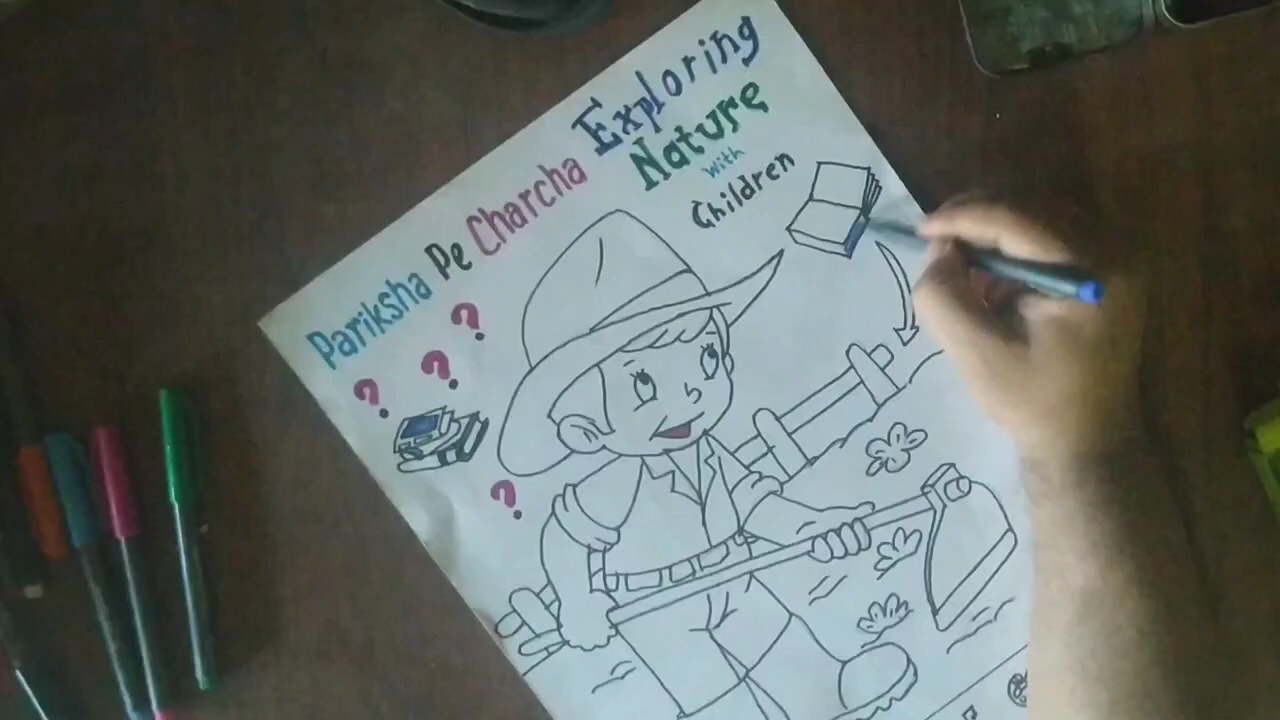 Pariksha Pe Charcha Exploring
Nature
with
Children
?
?
?
?